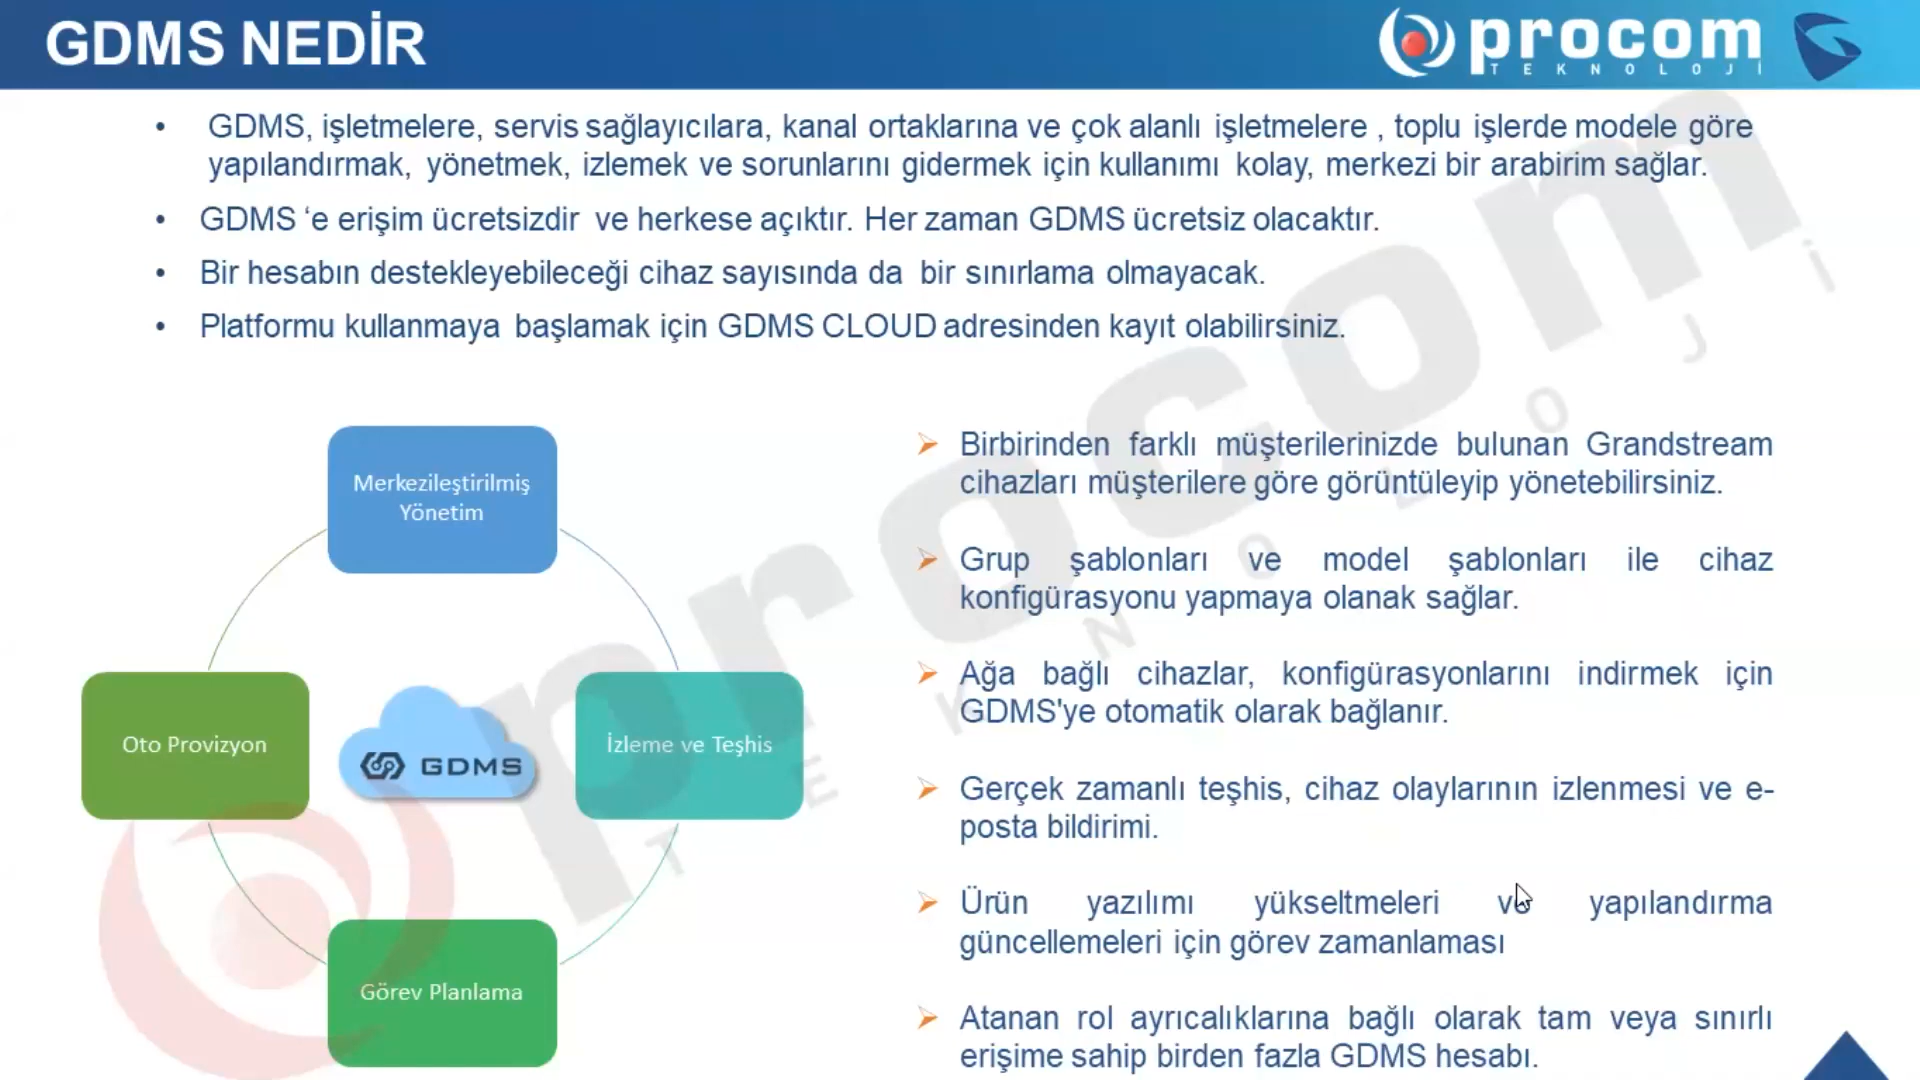 GDMS NEDİR
procom
TEKNOLOJİ
• GDMS, işletmelere, servis sağlayıcılara, kanal ortaklarına ve çok alanlı işletmelere , toplu işlerde modele göre
yapılandırmak, yönetmek, izlemek ve sorunlarını gidermek için kullanımı kolay, merkezi bir arabirim sağlar.
• GDMS ‘e erişim ücretsizdir ve herkese açıktır. Her zaman GDMS ücretsiz olacaktır.
• Bir hesabın destekleyebileceği cihaz sayısında da bir sınırlama olmayacak.
• Platformu kullanmaya başlamak için GDMS CLOUD adresinden kayıt olabilirsiniz.
Merkezileştirilmiş
Yönetim
Oto Provizyon
GDMS
İzleme ve Teşhis
Görev Planlama
Birbirinden farklı müşterilerinizde bulunan Grandstream
cihazları müşterilere göre görüntüleyip yönetebilirsiniz.
Grup şablonları ve model şablonları ile cihaz
konfigürasyonu yapmaya olanak sağlar.
Ağa bağlı cihazlar, konfigürasyonlarını indirmek için
GDMS'ye otomatik olarak bağlanır.
Gerçek zamanlı teşhis, cihaz olaylarının izlenmesi ve e-
posta bildirimi.
Ürün yazılımı yükseltmeleri ve yapılandırma
güncellemeleri için görev zamanlaması
Atanan rol ayrıcalıklarına bağlı olarak tam veya sınırlı
erişime sahip birden fazla GDMS hesabı.
procom
TEKNOLOJİ